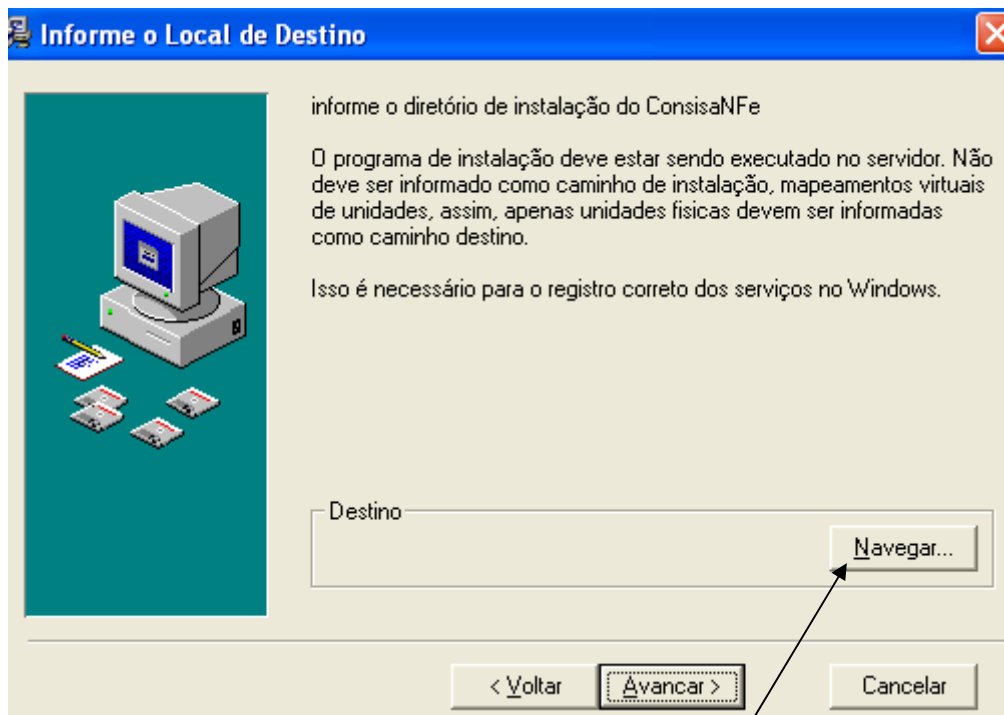 Informe o Local de Destino
informe o diretório de instalação do ConsisaNFe
O programa de instalação deve estar sendo executado no servidor. Não
deve ser informado como caminho de instalação, mapeamentos virtuais
de unidades, assim, apenas unidades fisicas devem ser informadas
como caminho destino.
Isso é necessário para o registro correto dos serviços no Windows.
Destino
Navegar...
< Voltar
Avancar >
Cancelar